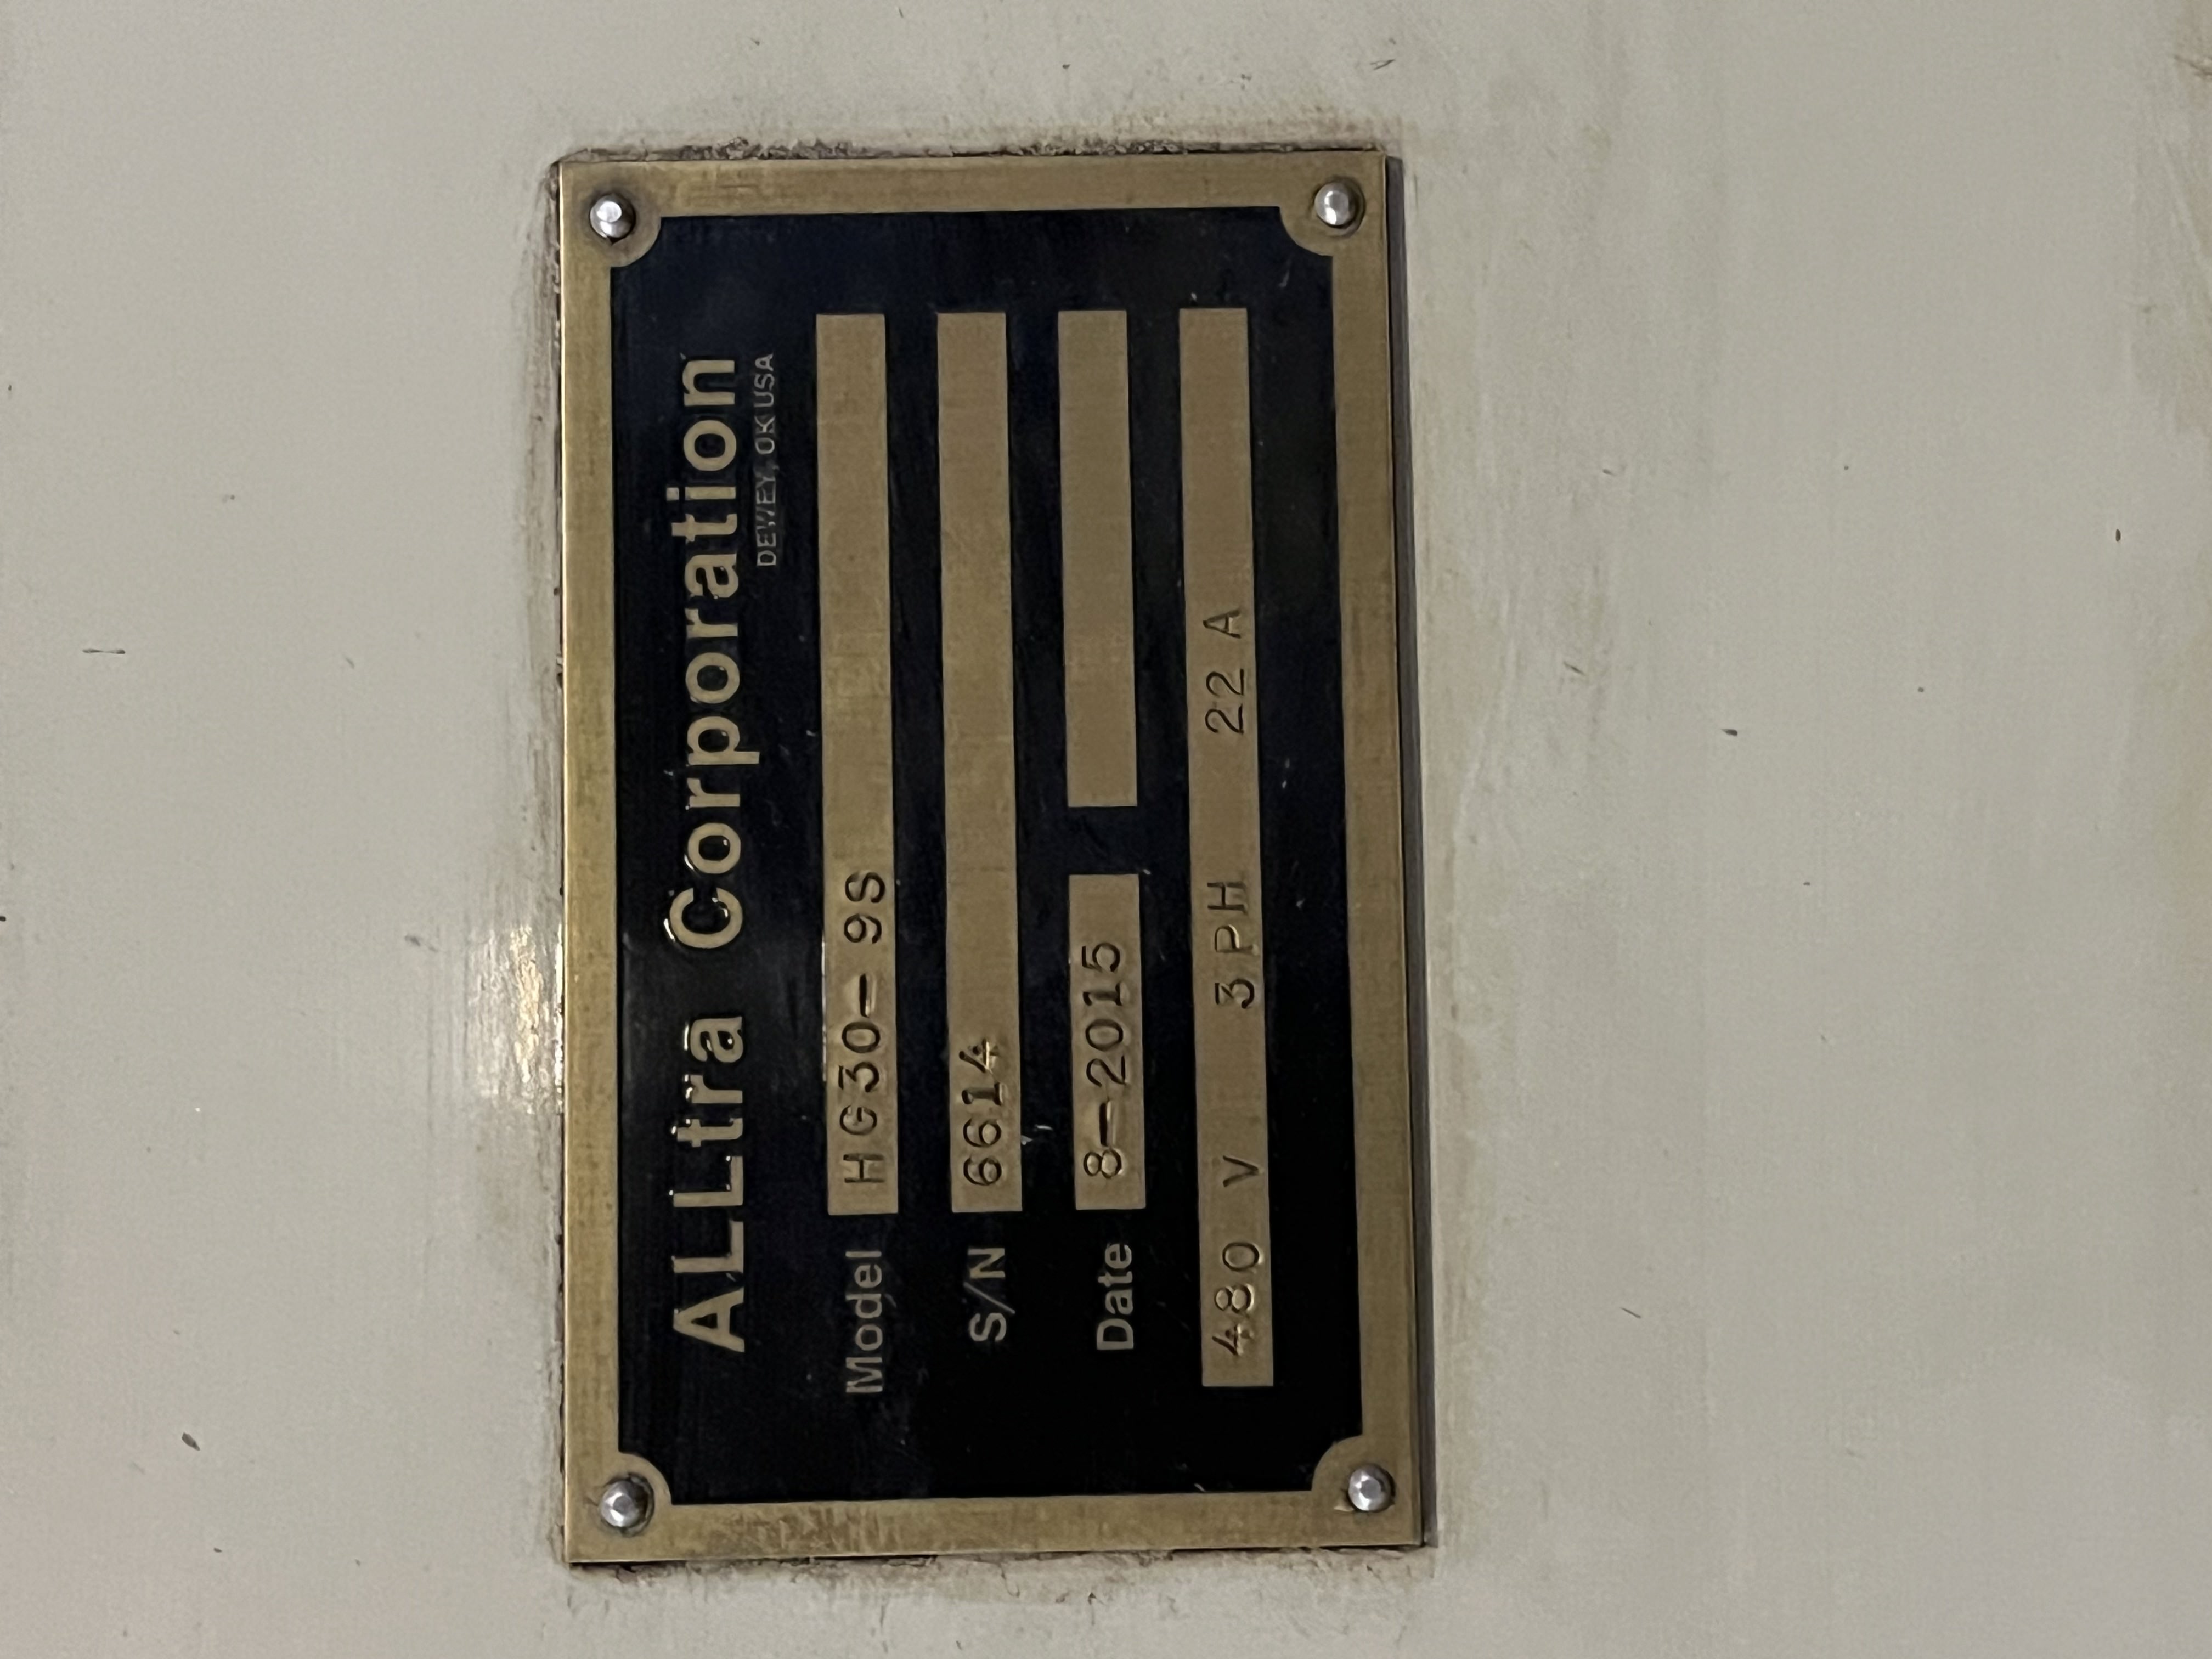 ALLtra Corporation
DEWEY, OK USA
Model HG30-9S
S/N 6614
Date 8-2015
480 V 3PH 22 A